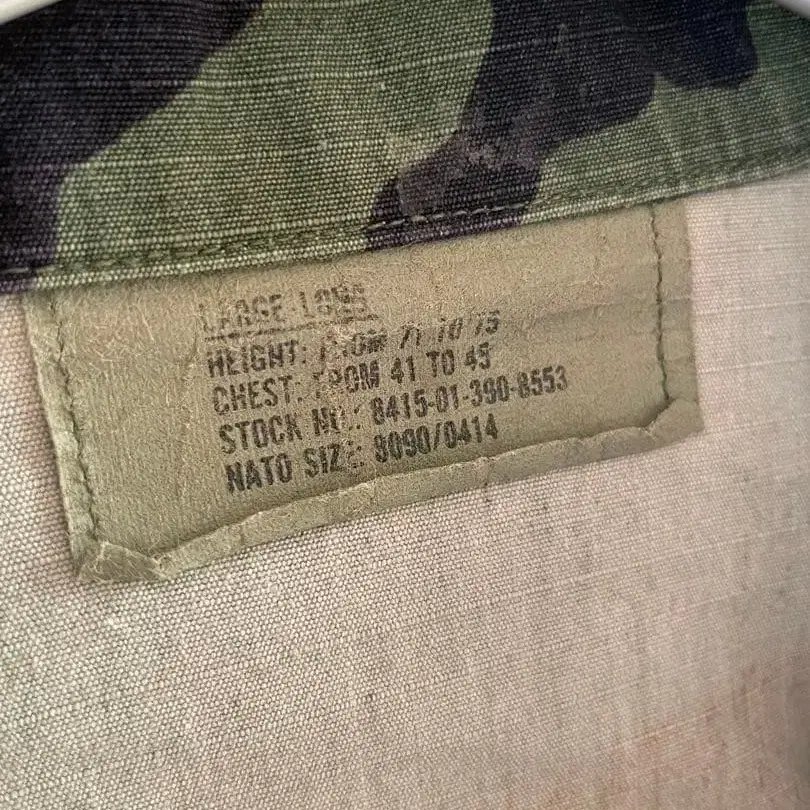 LARGE-LONG
HEIGHT: FROM 71 TO 75
CHEST: FROM 41 TO 45
STOCK NO.: 8415-01-390-8553
NATO SIZE: 8090/0414